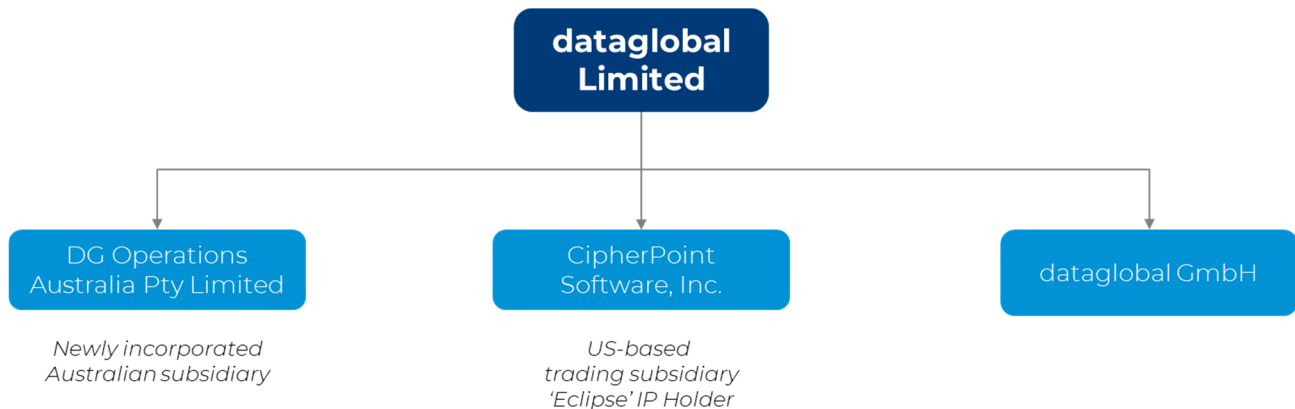 dataglobal
Limited
DG Operations
Australia Pty Limited
CipherPoint
Software, Inc.
dataglobal GmbH
Newly incorporated
Australian subsidiary
US-based
trading subsidiary
‘Eclipse’ IP Holder